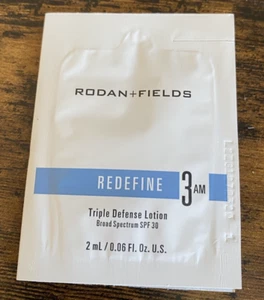 RODAN+FIELDS
REDEFINE 3AM
Triple Defense Lotion
Broad Spectrum SPF 30
2 mL / 0.06 Fl. Oz. U.S.